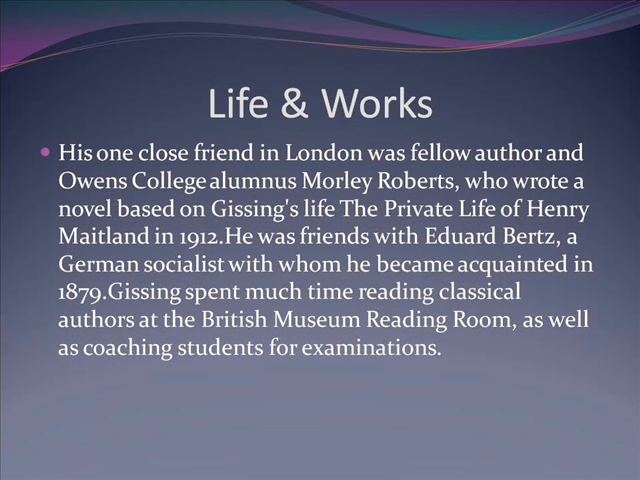 Life & Works
• His one close friend in London was fellow author and
Owens College alumnus Morley Roberts, who wrote a
novel based on Gissing's life The Private Life of Henry
Maitland in 1912.He was friends with Eduard Bertz, a
German socialist with whom he became acquainted in
1879.Gissing spent much time reading classical
authors at the British Museum Reading Room, as well
as coaching students for examinations.